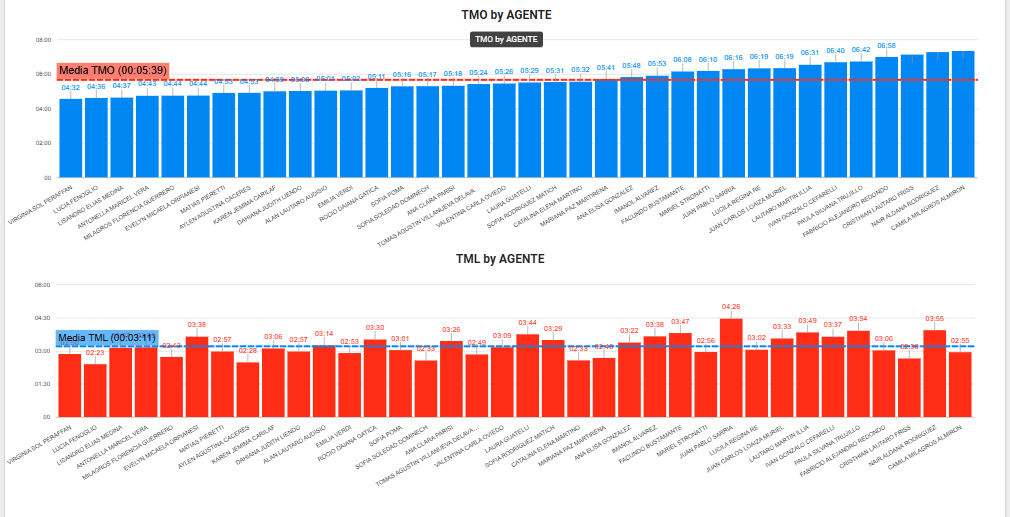 TMO by AGENTE
TMO by AGENTE
08:00
Media TMO (00:05:39)
06:00
04:32 04:36 04:37 04:43 04:44 04:44 04:53 04:53 04:59 05:00 05:01 05:02 05:11 05:16 05:17 05:18 05:24 05:26 05:29 05:31 05:32 05:41 05:48 05:53 06:08 06:10 06:16 06:19 06:19 06:31 06:40 06:42 06:58
04:00
02:00
00
VIRGINIA SOL PERAFFAN
LUCIA FENOGLIO
LISANDRO ELIAS MEDINA
ANTONELLA MARICEL VERA
MILAGROS FLORENCIA GUERRERO
EVELYN MICAELA ORPIANESI
MATIAS PIERETTI
AYLEN AGUSTINA CACERES
KAREN JEMIMA CARILAF
DAHIANA JUDITH LIENDO
ALAN LAUTARO AUDISIO
EMILIA VERDI
ROCIO DAIANA GATICA
SOFIA POMA
SOFIA SOLEDAD DOMINECH
ANA CLARA PARISI
TOMAS AGUSTIN VILLANUEVA DELAVA...
VALENTINA CARLA OVIEDO
LAURA GUATELLI
SOFIA RODRIGUEZ MATICH
CATALINA ELENA MARTINO
MARIANA PAZ MARTIRENA
ANA ELISA GONZALEZ
IMANOL ALVAREZ
FACUNDO BUSTAMANTE
MARIEL STRONATTI
JUAN PABLO SARRIA
LUCILA REGINA RE
JUAN CARLOS LOAIZA MURIEL
LAUTARO MARTIN ILLIA
IVAN GONZALO CEFARELLI
PAULA SILVANA TRUJILLO
FABRICIO ALEJANDRO REDONDO
CRISTHIAN LAUTARO FRISS
NAIR ALDANA RODRIGUEZ
CAMILA MILAGROS ALMIRON
TML by AGENTE
06:00
04:30
Media TML (00:03:11)
02:23 03:38 02:57 02:28 03:06 02:57 03:14 02:53 03:30 03:01 02:33 03:26 02:49 03:09 03:44 03:29 02:33 03:22 03:38 03:47 02:56 04:26 03:02 03:33 03:49 03:37 03:54 03:00 03:55 02:55
03:00
01:30
00
VIRGINIA SOL PERAFFAN
LUCIA FENOGLIO
LISANDRO ELIAS MEDINA
ANTONELLA MARICEL VERA
MILAGROS FLORENCIA GUERRERO
EVELYN MICAELA ORPIANESI
MATIAS PIERETTI
AYLEN AGUSTINA CACERES
KAREN JEMIMA CARILAF
DAHIANA JUDITH LIENDO
ALAN LAUTARO AUDISIO
EMILIA VERDI
ROCIO DAIANA GATICA
SOFIA POMA
SOFIA SOLEDAD DOMINECH
ANA CLARA PARISI
TOMAS AGUSTIN VILLANUEVA DELAVA...
VALENTINA CARLA OVIEDO
LAURA GUATELLI
SOFIA RODRIGUEZ MATICH
CATALINA ELENA MARTINO
MARIANA PAZ MARTIRENA
ANA ELISA GONZALEZ
IMANOL ALVAREZ
FACUNDO BUSTAMANTE
MARIEL STRONATTI
JUAN PABLO SARRIA
LUCILA REGINA RE
JUAN CARLOS LOAIZA MURIEL
LAUTARO MARTIN ILLIA
IVAN GONZALO CEFARELLI
PAULA SILVANA TRUJILLO
FABRICIO ALEJANDRO REDONDO
CRISTHIAN LAUTARO FRISS
NAIR ALDANA RODRIGUEZ
CAMILA MILAGROS ALMIRON